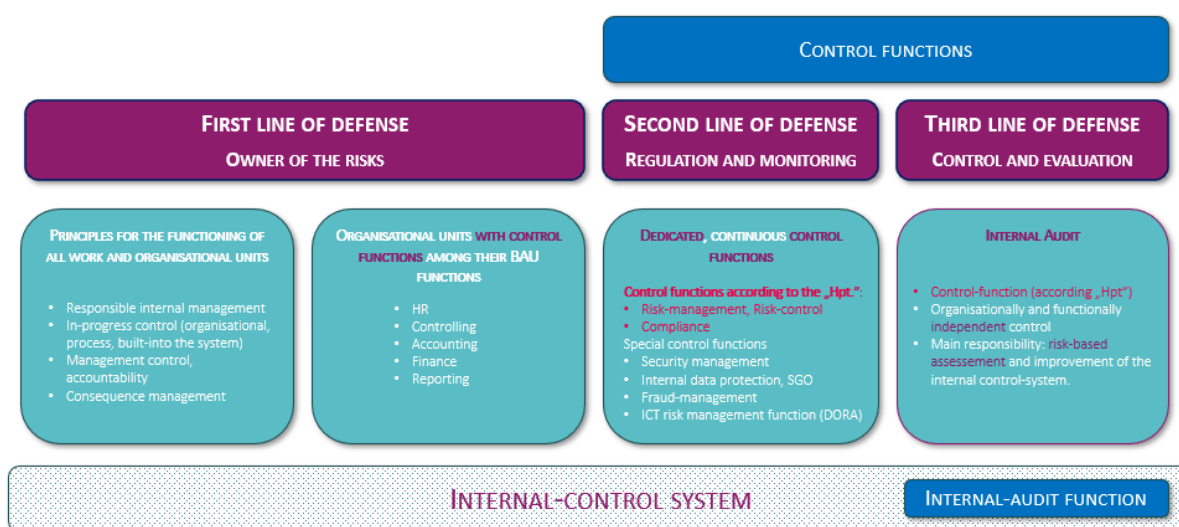 CONTROL FUNCTIONS
FIRST LINE OF DEFENSE
OWNER OF THE RISKS
SECOND LINE OF DEFENSE
REGULATION AND MONITORING
THIRD LINE OF DEFENSE
CONTROL AND EVALUATION
PRINCIPLES FOR THE FUNCTIONING OF
ALL WORK AND ORGANISATIONAL UNITS
• Responsible internal management
• In-progress control (organisational,
process, built-into the system)
• Management control,
accountability
• Consequence management
ORGANISATIONAL UNITS WITH CONTROL
FUNCTIONS AMONG THEIR BAU
FUNCTIONS
• HR
• Controlling
• Accounting
• Finance
• Reporting
DEDICATED, CONTINUOUS CONTROL
FUNCTIONS
Control functions according to the „Hpt.”:
• Risk-management, Risk-control
• Compliance
Special control functions
• Security management
• Internal data protection, SGO
• Fraud-management
• ICT risk management function (DORA)
INTERNAL AUDIT
• Control-function (according „Hpt”)
• Organisationally and functionally
independent control
• Main responsibility: risk-based
assessement and improvement of the
internal control-system.
INTERNAL-CONTROL SYSTEM
INTERNAL-AUDIT FUNCTION